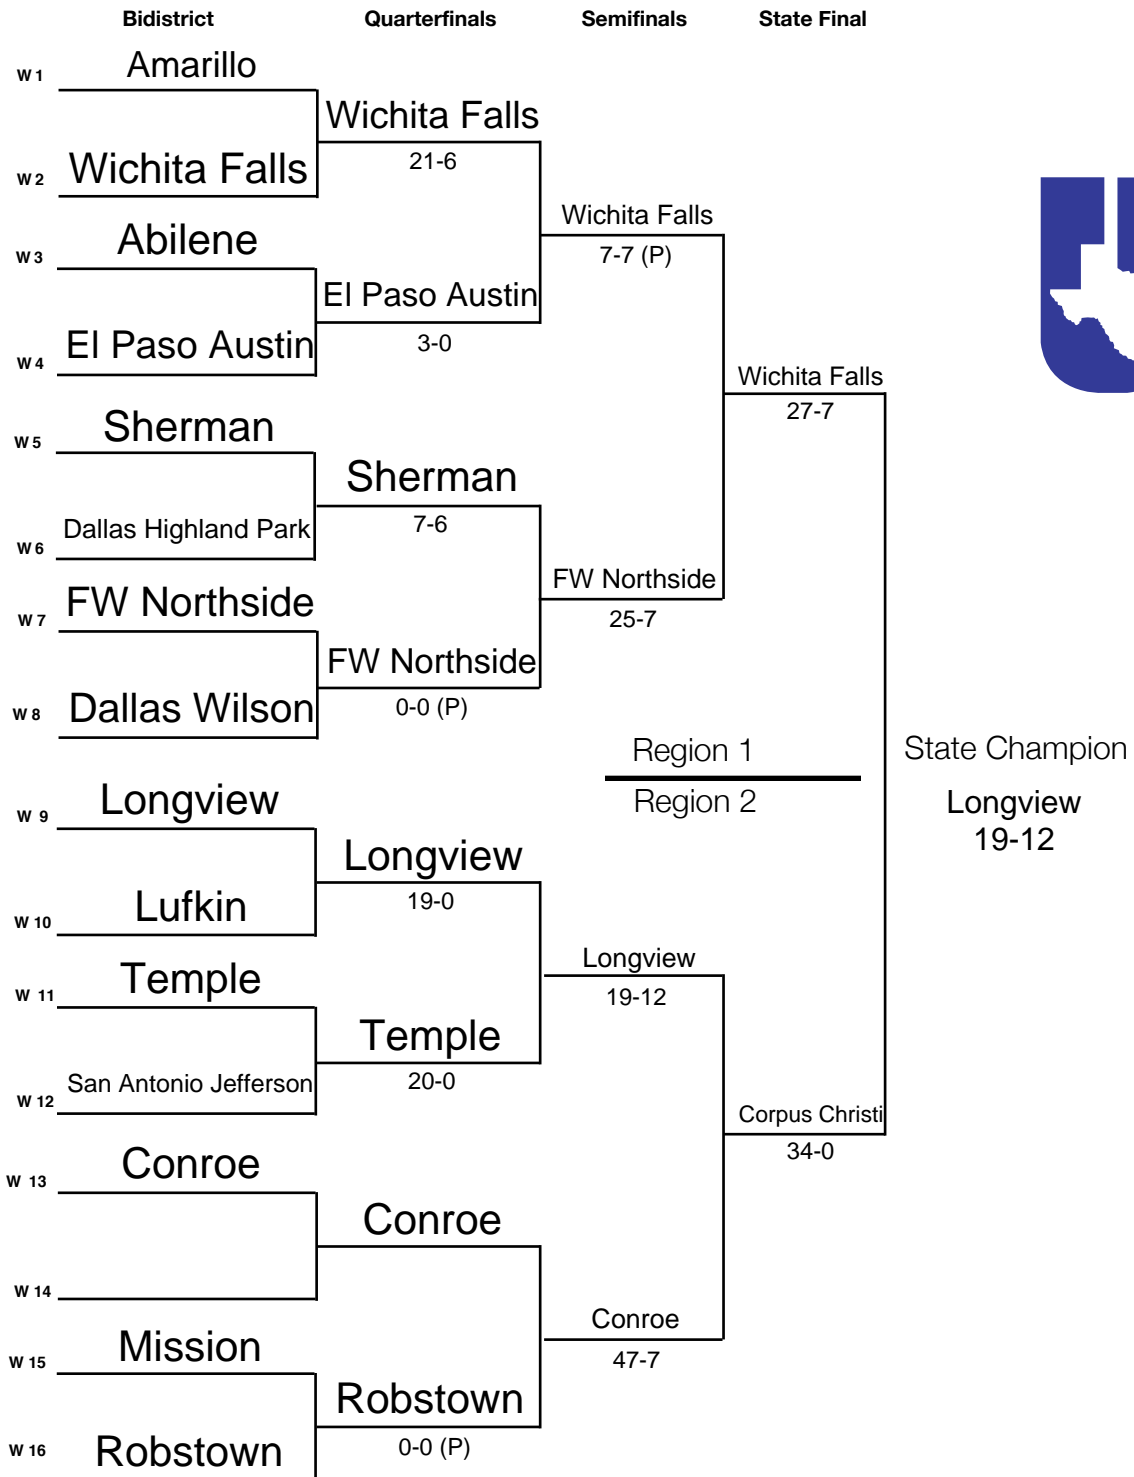 Bidistrict Quarterfinals Semifinals State Final
W 1 Amarillo
Wichita Falls
21-6
W 2 Wichita Falls
Wichita Falls
7-7 (P)
W 3 Abilene
El Paso Austin
3-0
W 4 El Paso Austin
Wichita Falls
27-7
W 5 Sherman
Sherman
7-6
W 6 Dallas Highland Park
FW Northside
25-7
W 7 FW Northside
FW Northside
0-0 (P)
W 8 Dallas Wilson
Region 1
Region 2
State Champion
Longview
19-12
W 9 Longview
Longview
19-0
W 10 Lufkin
Longview
19-12
W 11 Temple
Temple
20-0
W 12 San Antonio Jefferson
Corpus Christi
34-0
W 13 Conroe
Conroe
W 14
Conroe
47-7
W 15 Mission
Robstown
0-0 (P)
W 16 Robstown